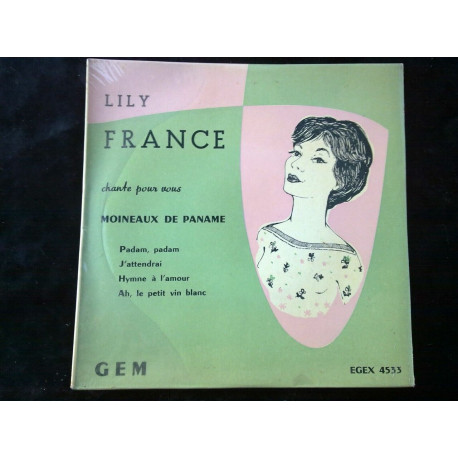 LILY
FRANCE
chante pour vous
MOINEAUX DE PANAME
Padam, padam
J'attendrai
Hymne à l'amour
Ah, le petit vin blanc
GEM
EGEX 4533